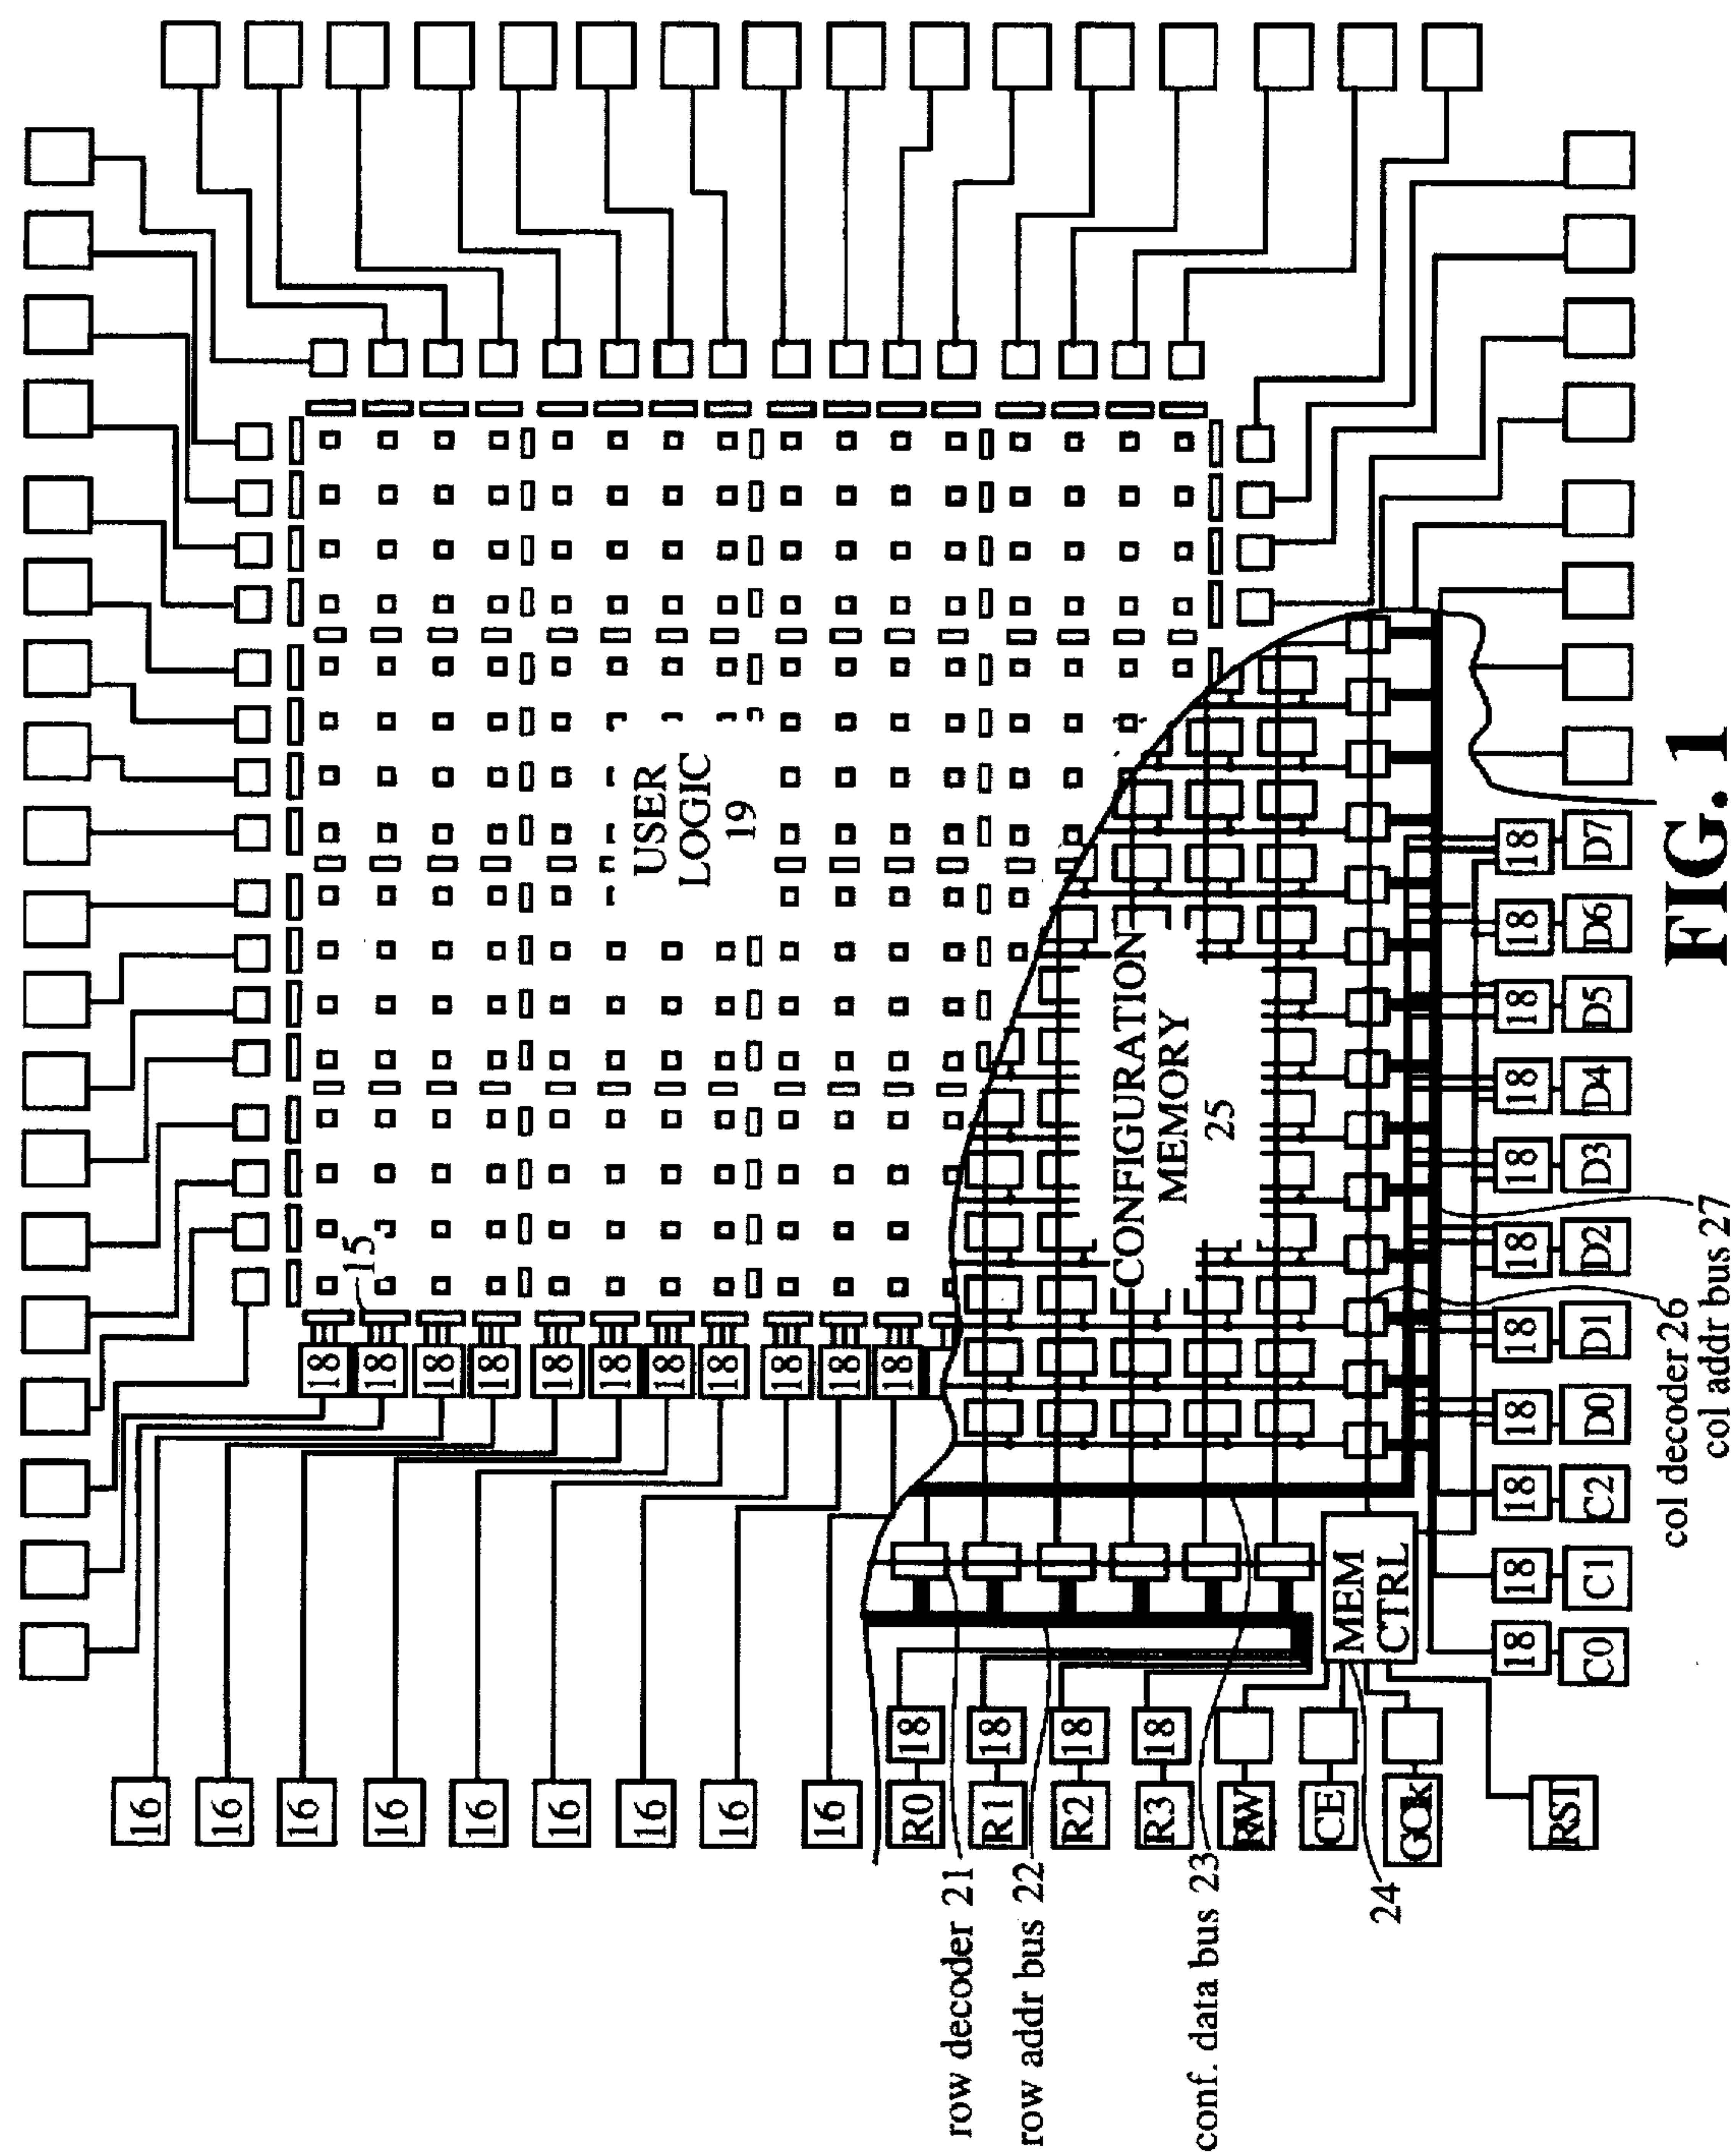 16
16
16
16
16
16
16
16
16
18
18
18
18
18
18
18
18
18
18
18
15
USER
LOGIC
19
row decoder 21
row addr bus 22
conf. data bus 23
24
R0 18
R1 18
R2 18
R3 18
RW
CE
GCk
RST
MEM
CTRL
CONFIGURATION
MEMORY
25
18 18 18 18 18 18 18 18 18 18 18
C0 C1 C2 D0 D1 D2 D3 D4 D5 D6 D7
col decoder 26
col addr bus 27
FIG. 1